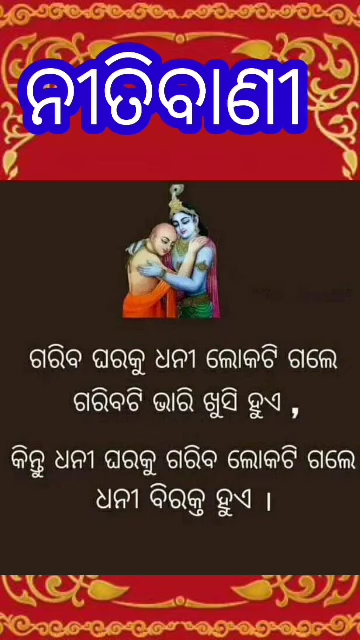 ନୀତିବାଣୀ
ଗରିବ ଘରକୁ ଧନୀ ଲୋକଟି ଗଲେ
ଗରିବଟି ଭାରି ଖୁସି ହୁଏ ,
କିନ୍ତୁ ଧନୀ ଘରକୁ ଗରିବ ଲୋକଟି ଗଲେ
ଧନୀ ବିରକ୍ତ ହୁଏ ।